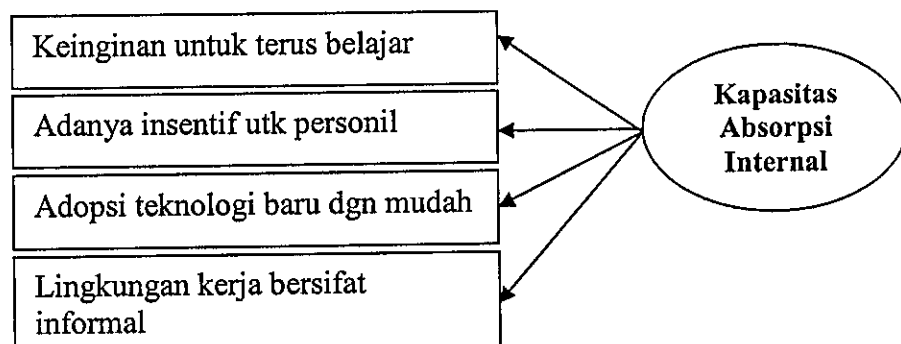 Keinginan untuk terus belajar
Adanya insentif utk personil
Adopsi teknologi baru dgn mudah
Lingkungan kerja bersifat
informal
Kapasitas
Absorpsi
Internal